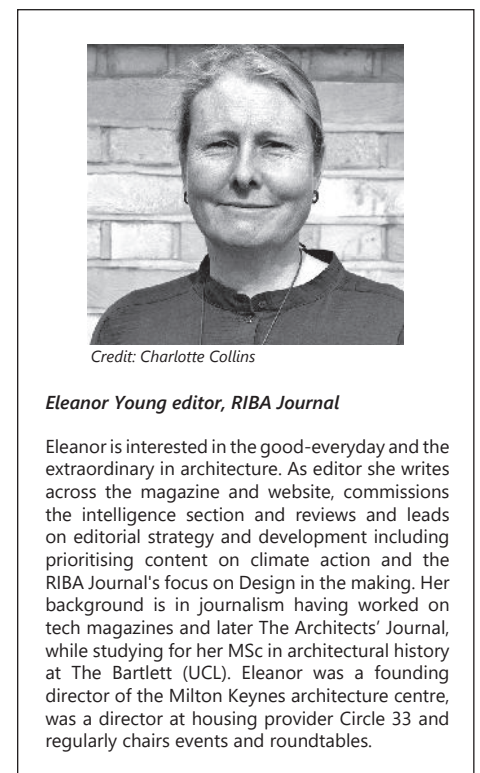 Credit: Charlotte Collins
Eleanor Young editor, RIBA Journal
Eleanor is interested in the good-everyday and the
extraordinary in architecture. As editor she writes
across the magazine and website, commissions
the intelligence section and reviews and leads
on editorial strategy and development including
prioritising content on climate action and the
RIBA Journal's focus on Design in the making. Her
background is in journalism having worked on
tech magazines and later The Architects’ Journal,
while studying for her MSc in architectural history
at The Bartlett (UCL). Eleanor was a founding
director of the Milton Keynes architecture centre,
was a director at housing provider Circle 33 and
regularly chairs events and roundtables.